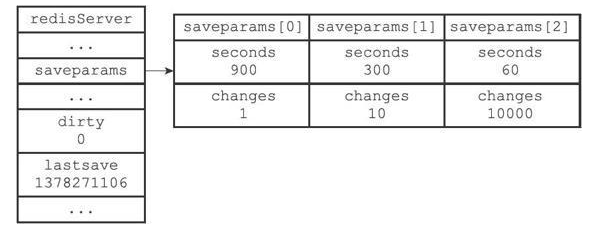 redisServer
...
saveparams
...
dirty
0
lastsave
1378271106
...
saveparams[0] saveparams[1] saveparams[2]
seconds seconds seconds
900 300 60
changes changes changes
1 10 10000